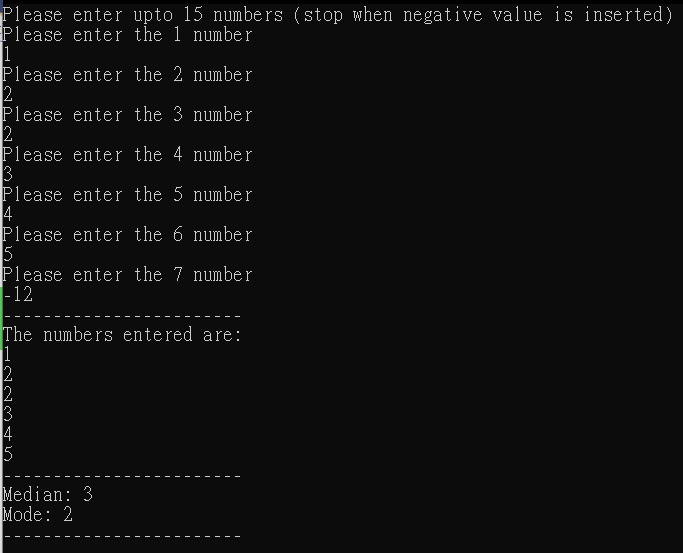 Please enter upto 15 numbers (stop when negative value is inserted)
Please enter the 1 number
1
Please enter the 2 number
2
Please enter the 3 number
2
Please enter the 4 number
3
Please enter the 5 number
4
Please enter the 6 number
5
Please enter the 7 number
-12
------------------------
The numbers entered are:
1
2
2
3
4
5
------------------------
Median: 3
Mode: 2
------------------------